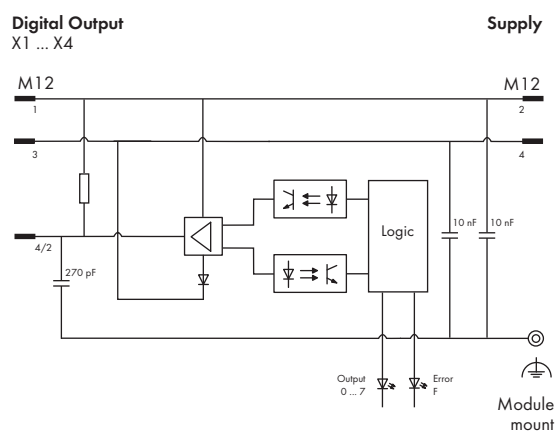 Digital Output
X1 ... X4
Supply
M12
M12
1
2
3
4
10 nF
10 nF
Logic
4/2
270 pF
Output
0 ... 7
Error
F
Module
mount